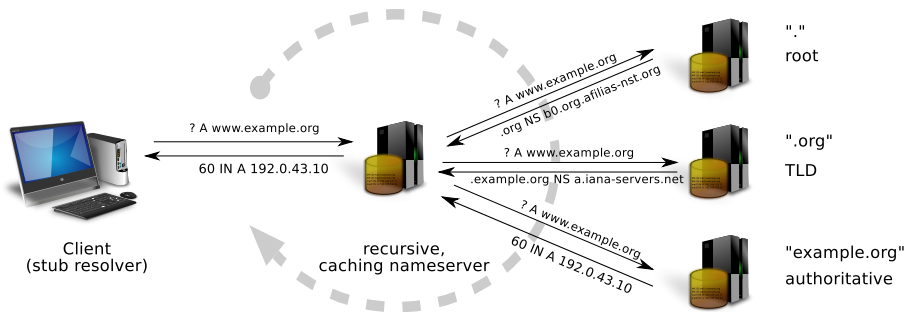 "."
root
? A www.example.org
.org NS b0.org.afilias-nst.org
? A www.example.org
60 IN A 192.0.43.10
? A www.example.org
.example.org NS a.iana-servers.net
".org"
TLD
? A www.example.org
60 IN A 192.0.43.10
Client
(stub resolver)
recursive,
caching nameserver
"example.org"
authoritative